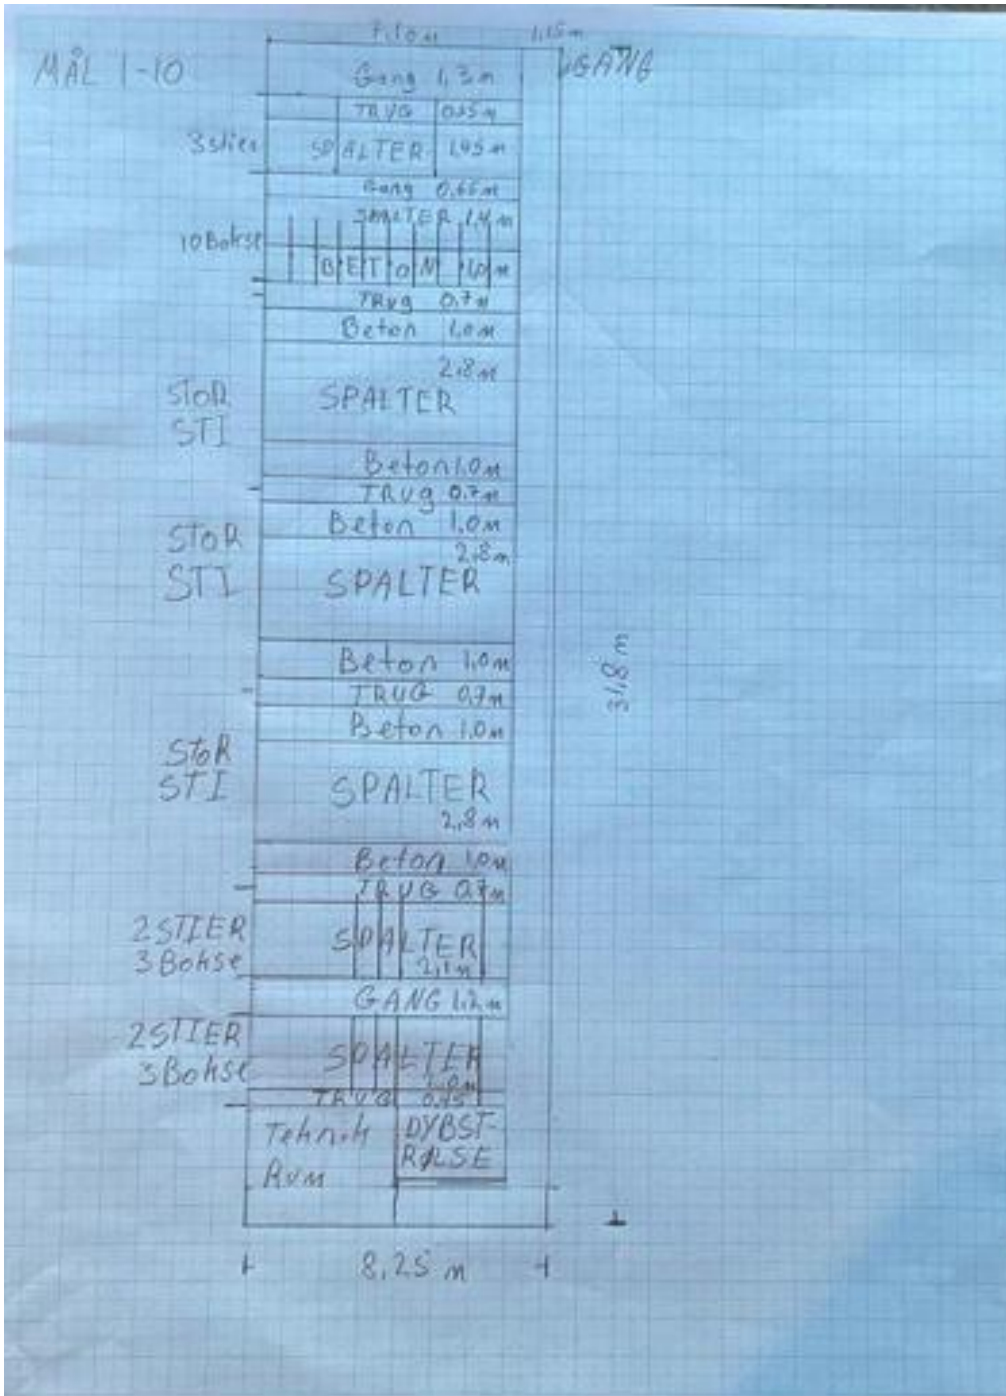 7,10 m 1,15 m
MÅL 1-10
GANG
Gang 1,3 m
TRUG
3 stier
SPALTER 1,45 m
Gang 0,65 m
SPALTER 1,4 m
10 Bokse
BETON 1,0 m
TRug 0.7 m
Beton 1,0 m
2,8 m
STOR
STI
SPALTER
Beton 1,0 m
TRUg 0.7 m
Beton 1,0 m
STOR
STI
2,8 m
SPALTER
31,8 m
Beton 1,0 m
TRUG 0,7 m
Beton 1,0 m
STOR
STI
SPALTER
2,8 m
Beton 1,0 m
TRUG 0,7 m
2 STIER
3 Bokse
SPALTER
2,1 m
GANG 1,2 m
2 STIER
3 Bokse
SPALTER
TRUG
Teknik
Rum
DYBST-
RØLSE
8,25 m